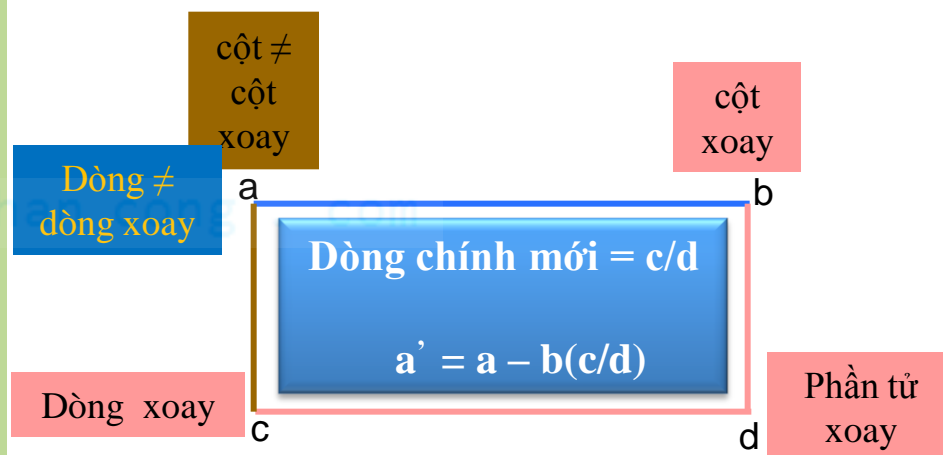 cột ≠
cột
xoay
cột
xoay
Dòng ≠
dòng xoay
a
b
Dòng chính mới = c/d
a’ = a – b(c/d)
Dòng xoay
c
d
Phần tử
xoay